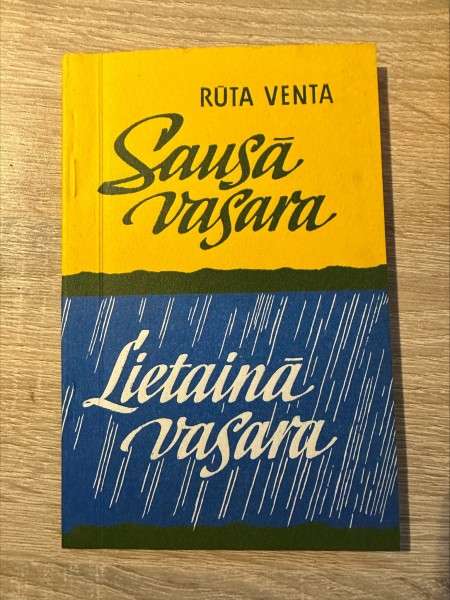 RŪTA VENTA
Sausā
vasara
Lietainā
vasara